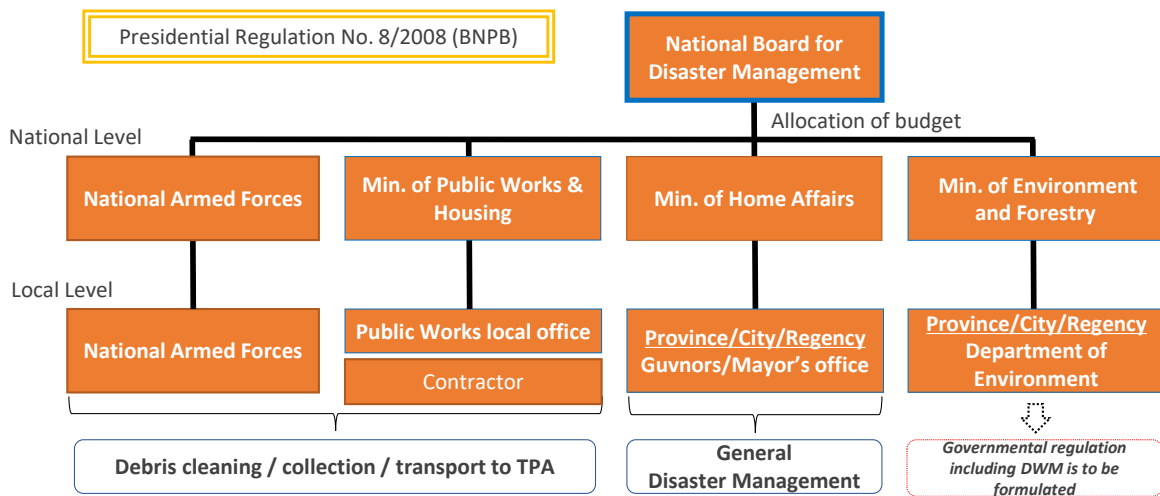 Presidential Regulation No. 8/2008 (BNPB)
National Board for
Disaster Management
Allocation of budget
National Level
National Armed Forces
Min. of Public Works &
Housing
Min. of Home Affairs
Min. of Environment
and Forestry
Local Level
National Armed Forces
Public Works local office
Contractor
Province/City/Regency
Guvnors/Mayor's office
Province/City/Regency
Department of
Environment
Debris cleaning / collection / transport to TPA
General
Disaster Management
Governmental regulation
including DWM is to be
formulated